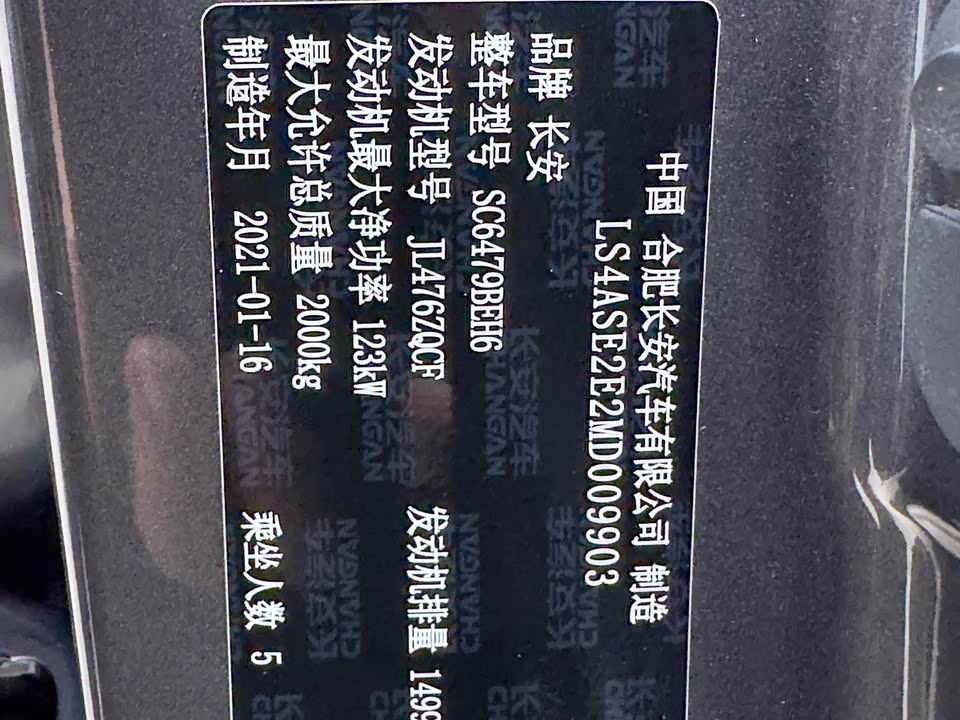 中国 合肥长安汽车有限公司 制造
LS4ASE2E2MD009903
品牌 长安
整车型号 SC6479BEH6
发动机型号 JL476ZQCF 发动机排量 1499
发动机最大净功率 123kW
最大允许总质量 2000kg
制造年月 2021-01-16 乘坐人数 5